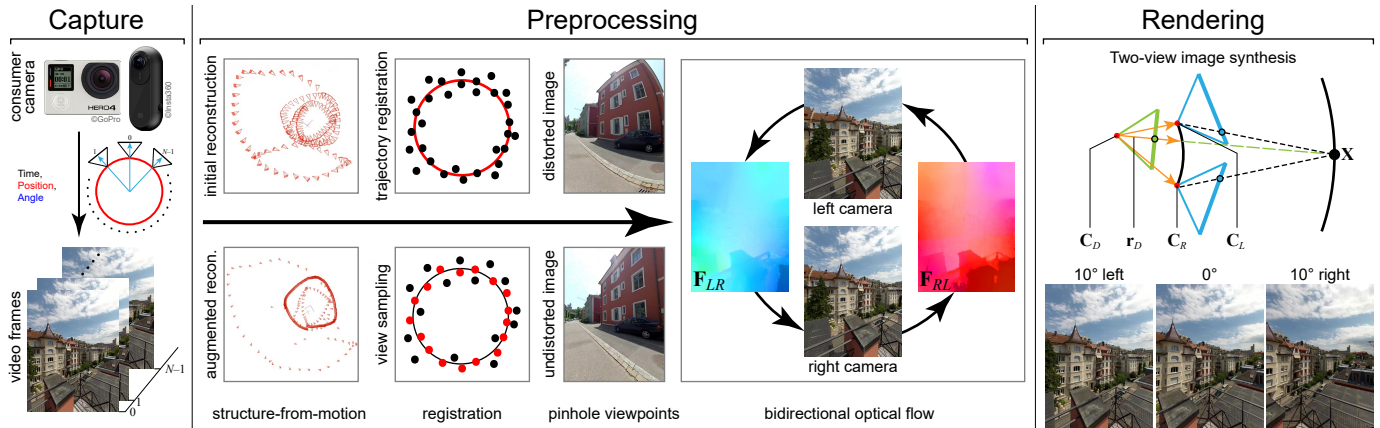 Capture
consumer
camera
HERO4
©GoPro
©Insta360
0
1
N–1
Time,
Position,
Angle
video frames
N–1
1
0
Preprocessing
initial reconstruction
trajectory registration
distorted image
augmented recon.
view sampling
undistorted image
structure-from-motion
registration
pinhole viewpoints
left camera
F_LR
F_RL
right camera
bidirectional optical flow
Rendering
Two-view image synthesis
X
C_D
r_D
C_R
C_L
10° left
0°
10° right